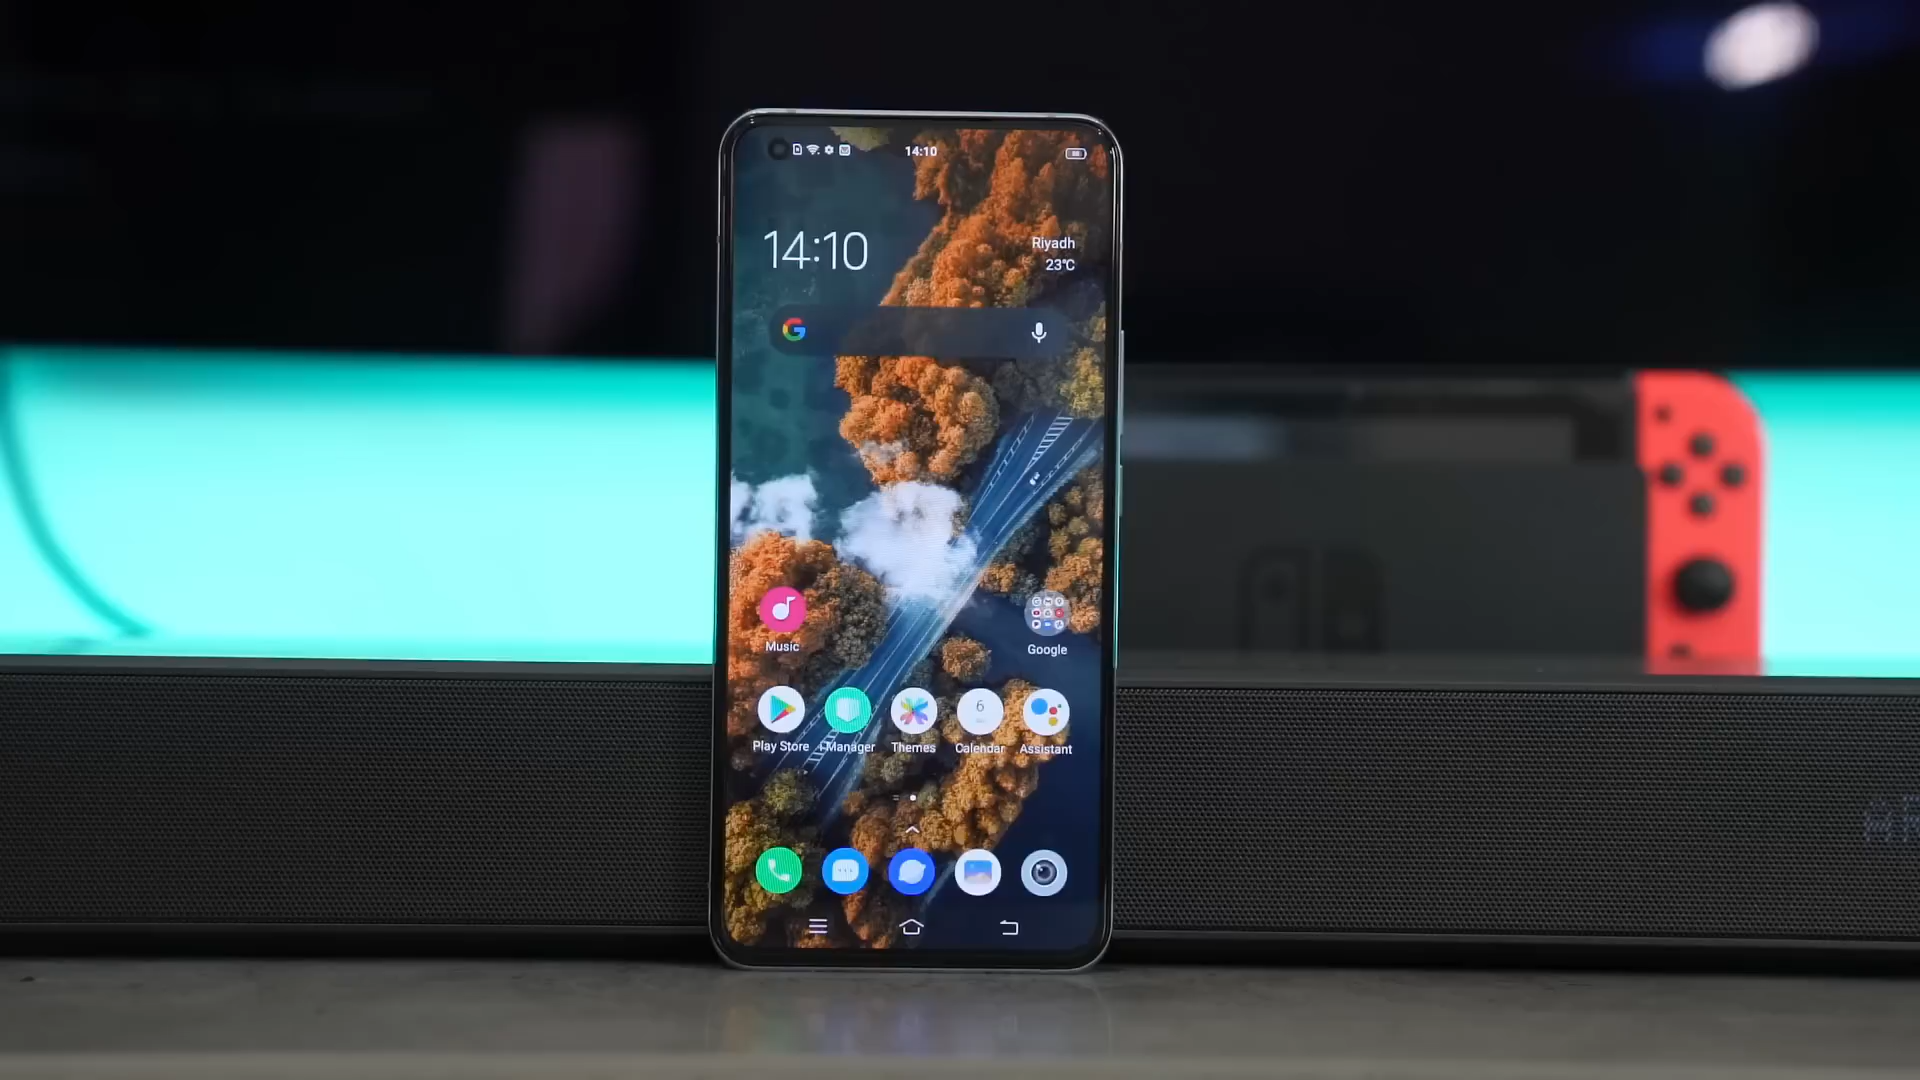 14:10
14:10
Riyadh
23°C
Music
Google
Play Store
i Manager
Themes
6
Calendar
Assistant